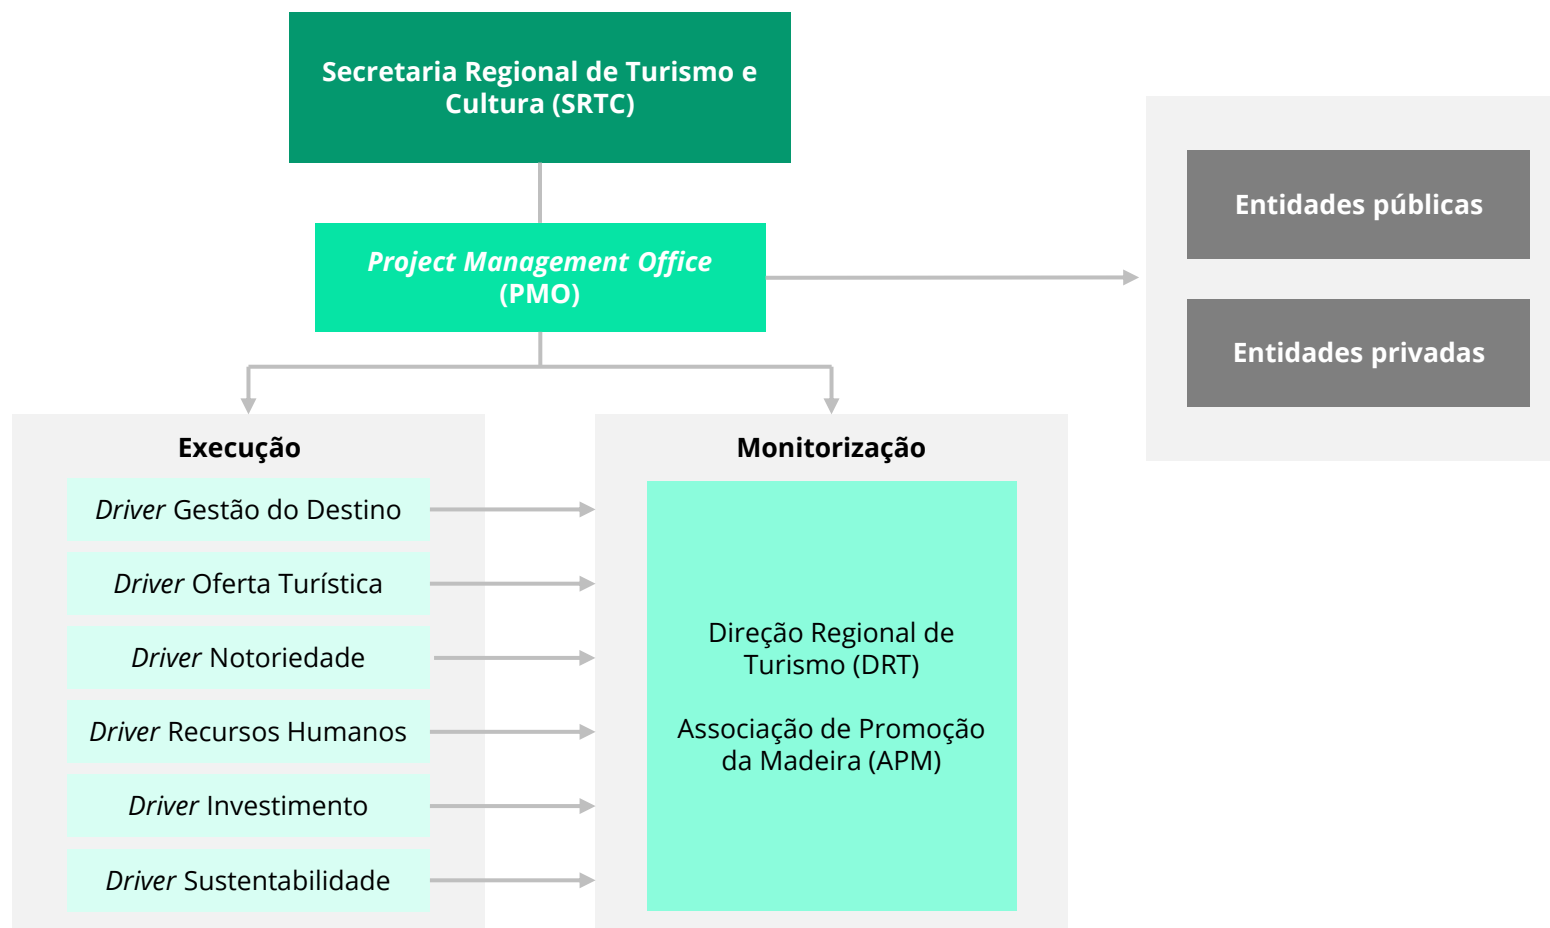 Secretaria Regional de Turismo e
Cultura (SRTC)
Project Management Office
(PMO)
Entidades públicas
Entidades privadas
Execução
Driver Gestão do Destino
Driver Oferta Turística
Driver Notoriedade
Driver Recursos Humanos
Driver Investimento
Driver Sustentabilidade
Monitorização
Direção Regional de
Turismo (DRT)
Associação de Promoção
da Madeira (APM)